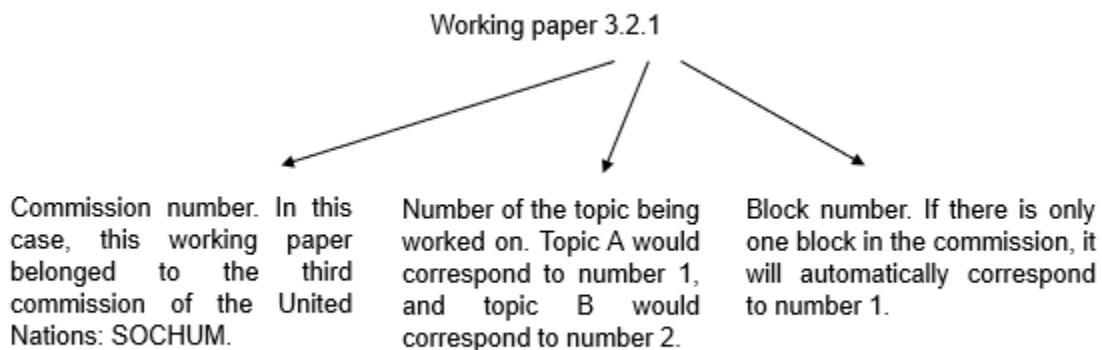 Working paper 3.2.1
Commission number. In this
case, this working paper
belonged to the third
commission of the United
Nations: SOCHUM.
Number of the topic being
worked on. Topic A would
correspond to number 1,
and topic B would
correspond to number 2.
Block number. If there is only
one block in the commission, it
will automatically correspond
to number 1.